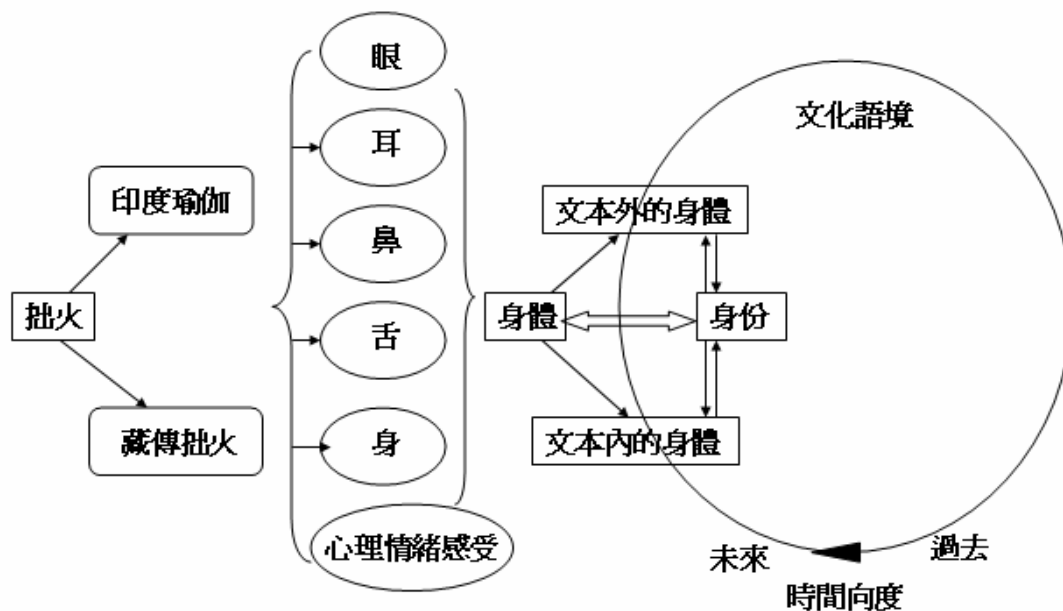 眼
耳
鼻
舌
身
心理情緒感受
印度瑜伽
拙火
藏傳拙火
文化語境
文本外的身體
身體
身份
文本內的身體
未來
過去
時間向度